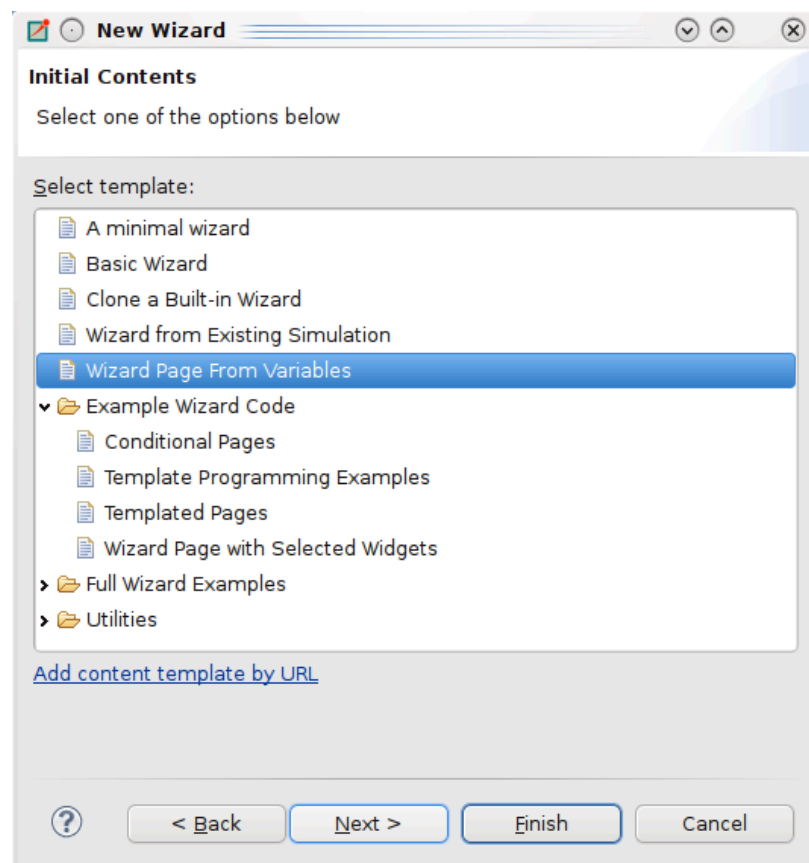 New Wizard
Initial Contents
Select one of the options below
Select template:
A minimal wizard
Basic Wizard
Clone a Built-in Wizard
Wizard from Existing Simulation
Wizard Page From Variables
Example Wizard Code
Conditional Pages
Template Programming Examples
Templated Pages
Wizard Page with Selected Widgets
Full Wizard Examples
Utilities
Add content template by URL
? < Back Next > Finish Cancel